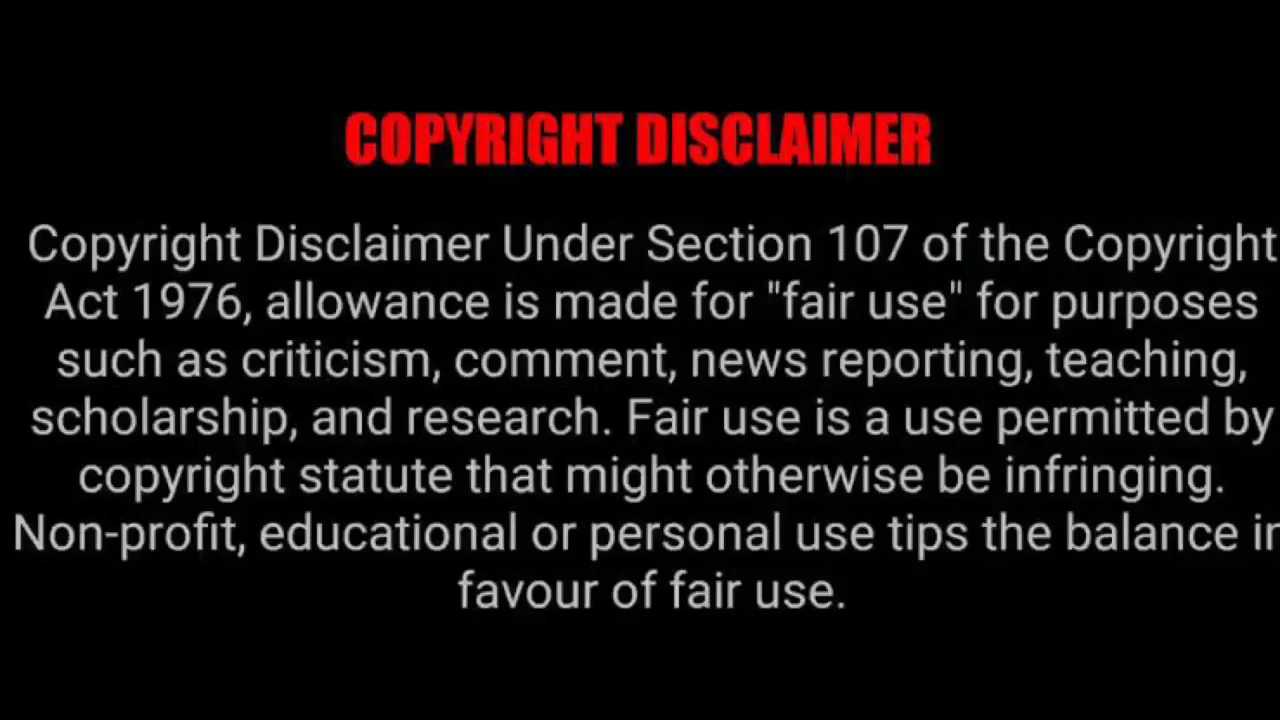 COPYRIGHT DISCLAIMER
Copyright Disclaimer Under Section 107 of the Copyright
Act 1976, allowance is made for "fair use" for purposes
such as criticism, comment, news reporting, teaching,
scholarship, and research. Fair use is a use permitted by
copyright statute that might otherwise be infringing.
Non-profit, educational or personal use tips the balance in
favour of fair use.